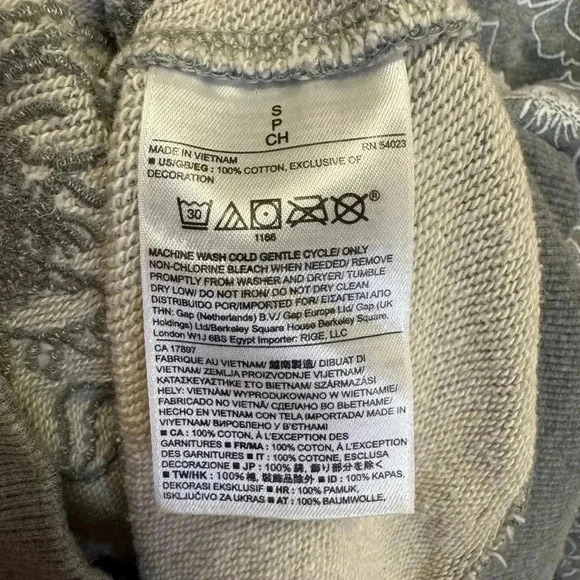 S
P
CH
MADE IN VIETNAM RN 54023
■ US/GB/EG : 100% COTTON, EXCLUSIVE OF
DECORATION
30 ®
1166
MACHINE WASH COLD GENTLE CYCLE/ ONLY
NON-CHLORINE BLEACH WHEN NEEDED/ REMOVE
PROMPTLY FROM WASHER AND DRYER/ TUMBLE
DRY LOW/ DO NOT IRON/ DO NOT DRY CLEAN
DISTRIBUIDO POR/IMPORTED FOR/ ΕΙΣΑΓΕΤΑΙ ΑΠΟ
ΤΗΝ: Gap (Netherlands) B.V./ Gap Europe Ltd/ Gap (UK
Holdings) Ltd/Berkeley Square House Berkeley Square,
London W1J 6BS Egypt Importer: RIGE, LLC
CA 17897
FABRIQUE AU VIETNAM/ 越南製造/ DIBUAT DI
VIETNAM/ ZEMLJA PROIZVODNJE VIJETNAM/
ΚΑΤΑΣΚΕΥΑΣΤΗΚΕ ΣΤΟ ΒΙΕΤΝΑΜ/ SZÁRMAZÁSI
HELY: VIETNÁM/ WYPRODUKOWANO W WIETNAMIE/
FABRICADO NO VIETNÃ/ СДЕЛАНО ВО ВЬЕТНАМЕ/
HECHO EN VIETNAM CON TELA IMPORTADA/ MADE IN
VIYETNAM/ ВИРОБЛЕНО У В'ЄТНАМІ
■ CA : 100% COTON, À L'EXCEPTION DES
GARNITURES ■ FR/MA: 100% COTON, À L'EXCEPTION
DES GARNITURES ■ IT : 100% COTONE, ESCLUSA
DECORAZIONE ■ JP : 100% 綿, 飾り部分を除く
■ TW/HK : 100% 棉, 裝飾品除外 ■ ID : 100% KAPAS,
DEKORASI EKSKLUSIF ■ HR : 100% PAMUK,
ISKLJUČIVO ZA UKRAS ■ AT : 100% BAUMWOLLE,